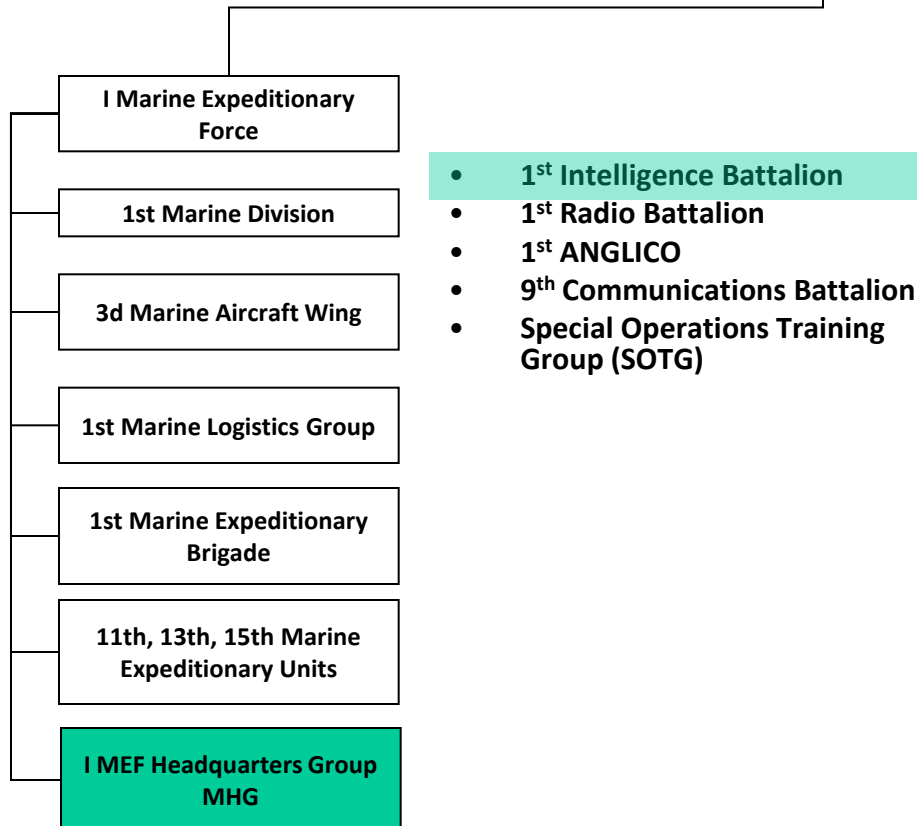 I Marine Expeditionary
Force
1st Marine Division
3d Marine Aircraft Wing
1st Marine Logistics Group
1st Marine Expeditionary
Brigade
11th, 13th, 15th Marine
Expeditionary Units
I MEF Headquarters Group
MHG
• 1st Intelligence Battalion
• 1st Radio Battalion
• 1st ANGLICO
• 9th Communications Battalion
• Special Operations Training
Group (SOTG)